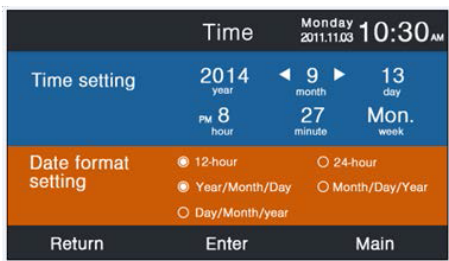 Time
Monday
2011.11.03 10:30 AM
Time setting
2014 ◀ 9 ▶ 13
year month day
PM 8 27 Mon.
hour minute week
Date format
setting
12-hour 24-hour
Year/Month/Day Month/Day/Year
Day/Month/year
Return Enter Main